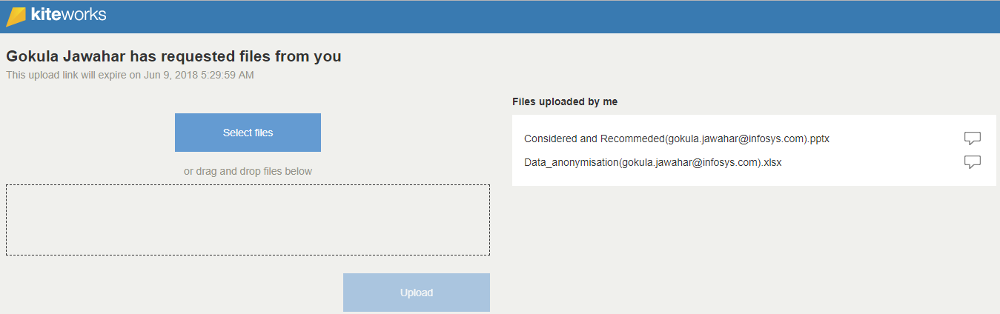 kiteworks
Gokula Jawahar has requested files from you
This upload link will expire on Jun 9, 2018 5:29:59 AM
Select files
or drag and drop files below
Upload
Files uploaded by me
Considered and Recommeded(gokula.jawahar@infosys.com).pptx
Data_anonymisation(gokula.jawahar@infosys.com).xlsx